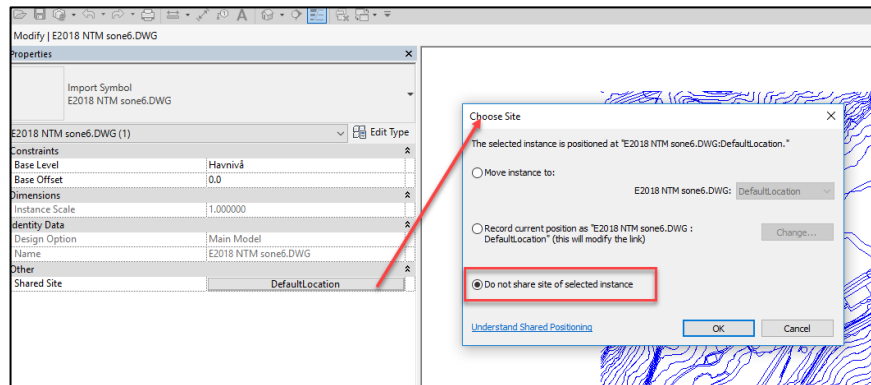 Modify | E2018 NTM sone6.DWG
Properties
Import Symbol
E2018 NTM sone6.DWG
E2018 NTM sone6.DWG (1)
Edit Type
Constraints
Base Level Havnivå
Base Offset 0.0
Dimensions
Instance Scale 1.000000
Identity Data
Design Option Main Model
Name E2018 NTM sone6.DWG
Other
Shared Site DefaultLocation
Choose Site
The selected instance is positioned at "E2018 NTM sone6.DWG:DefaultLocation."
Move instance to:
E2018 NTM sone6.DWG: DefaultLocation
Record current position as "E2018 NTM sone6.DWG :
DefaultLocation" (this will modify the link)
Change...
Do not share site of selected instance
Understand Shared Positioning
OK Cancel